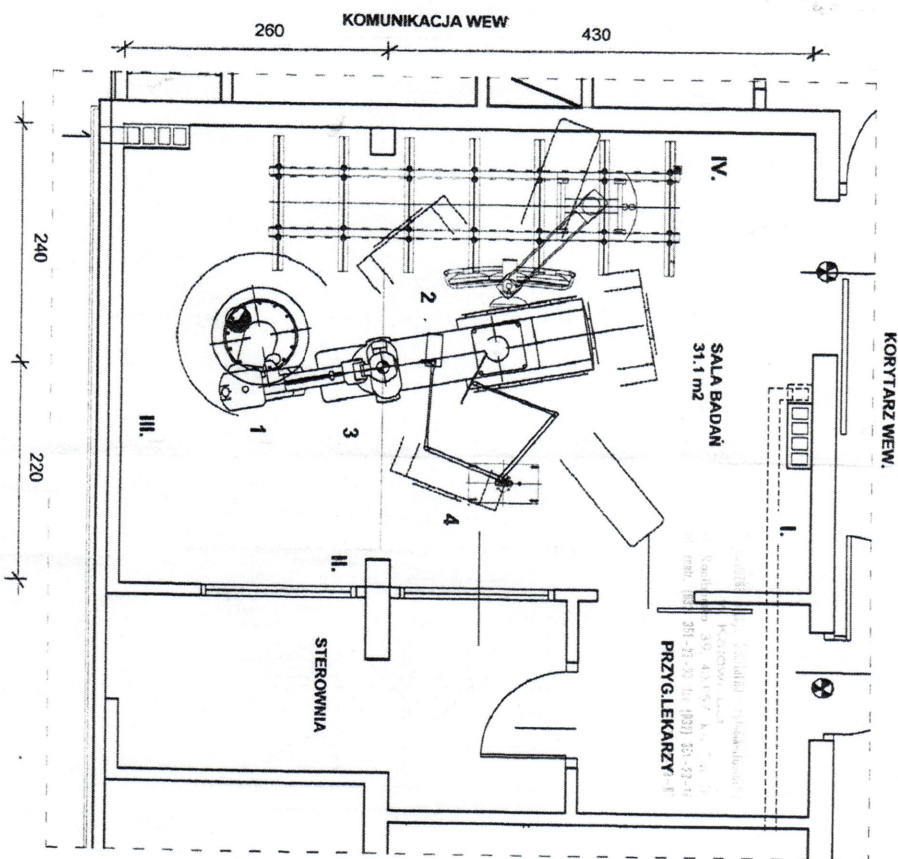 KOMUNIKACJA WEW
260
430
240
220
KORYTARZ WEW.
IV.
SALA BADAŃ
31.1 m2
2
1
III.
1.
3
4
I.
II.
STEROWNIA
PRZYG.LEKARZY